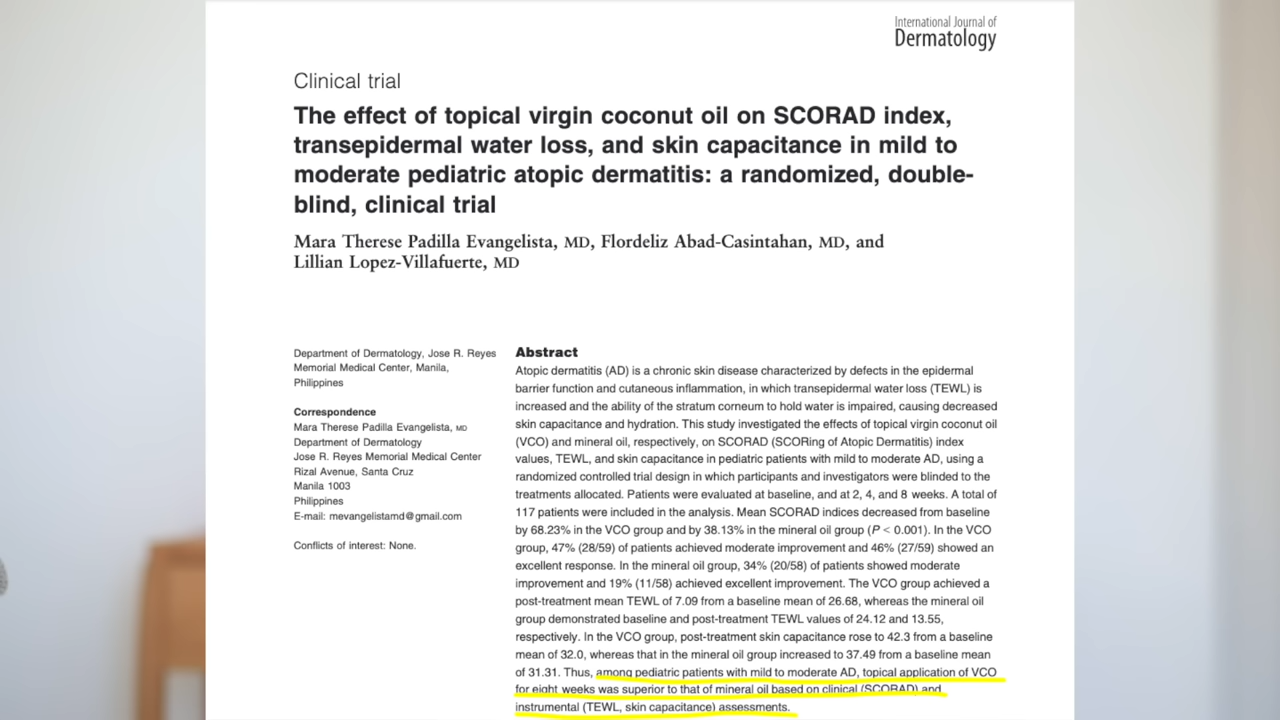 International Journal of
Dermatology
Clinical trial
The effect of topical virgin coconut oil on SCORAD index,
transepidermal water loss, and skin capacitance in mild to
moderate pediatric atopic dermatitis: a randomized, double-
blind, clinical trial
Mara Therese Padilla Evangelista, MD, Flordeliz Abad-Casintahan, MD, and
Lillian Lopez-Villafuerte, MD
Department of Dermatology, Jose R. Reyes
Memorial Medical Center, Manila,
Philippines
Correspondence
Mara Therese Padilla Evangelista, MD
Department of Dermatology
Jose R. Reyes Memorial Medical Center
Rizal Avenue, Santa Cruz
Manila 1003
Philippines
E-mail: mevangelistamd@gmail.com
Conflicts of interest: None.
Abstract
Atopic dermatitis (AD) is a chronic skin disease characterized by defects in the epidermal
barrier function and cutaneous inflammation, in which transepidermal water loss (TEWL) is
increased and the ability of the stratum corneum to hold water is impaired, causing decreased
skin capacitance and hydration. This study investigated the effects of topical virgin coconut oil
(VCO) and mineral oil, respectively, on SCORAD (SCORing of Atopic Dermatitis) index
values, TEWL, and skin capacitance in pediatric patients with mild to moderate AD, using a
randomized controlled trial design in which participants and investigators were blinded to the
treatments allocated. Patients were evaluated at baseline, and at 2, 4, and 8 weeks. A total of
117 patients were included in the analysis. Mean SCORAD indices decreased from baseline
by 68.23% in the VCO group and by 38.13% in the mineral oil group (P < 0.001). In the VCO
group, 47% (28/59) of patients achieved moderate improvement and 46% (27/59) showed an
excellent response. In the mineral oil group, 34% (20/58) of patients showed moderate
improvement and 19% (11/58) achieved excellent improvement. The VCO group achieved a
post-treatment mean TEWL of 7.09 from a baseline mean of 26.68, whereas the mineral oil
group demonstrated baseline and post-treatment TEWL values of 24.12 and 13.55,
respectively. In the VCO group, post-treatment skin capacitance rose to 42.3 from a baseline
mean of 32.0, whereas that in the mineral oil group increased to 37.49 from a baseline mean
of 31.31. Thus, among pediatric patients with mild to moderate AD, topical application of VCO
for eight weeks was superior to that of mineral oil based on clinical (SCORAD) and
instrumental (TEWL, skin capacitance) assessments.